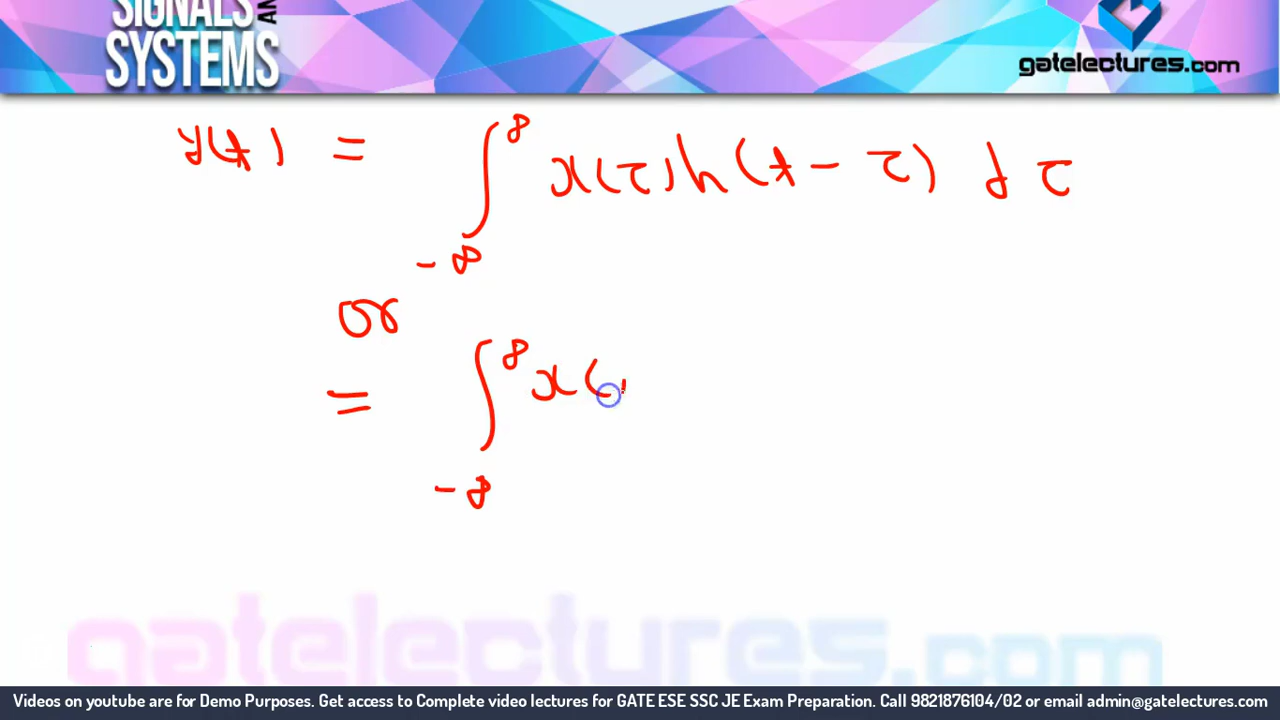 SIGNALS AND
SYSTEMS
gatelectures.com
y(t) = ∫_{-∞}^{∞} x(τ) h(t - τ) dτ
or
= ∫_{-∞}^{∞} x(
gatelectures.com
Videos on youtube are for Demo Purposes. Get access to Complete video lectures for GATE ESE SSC JE Exam Preparation. Call 9821876104/02 or email admin@gatelectures.com